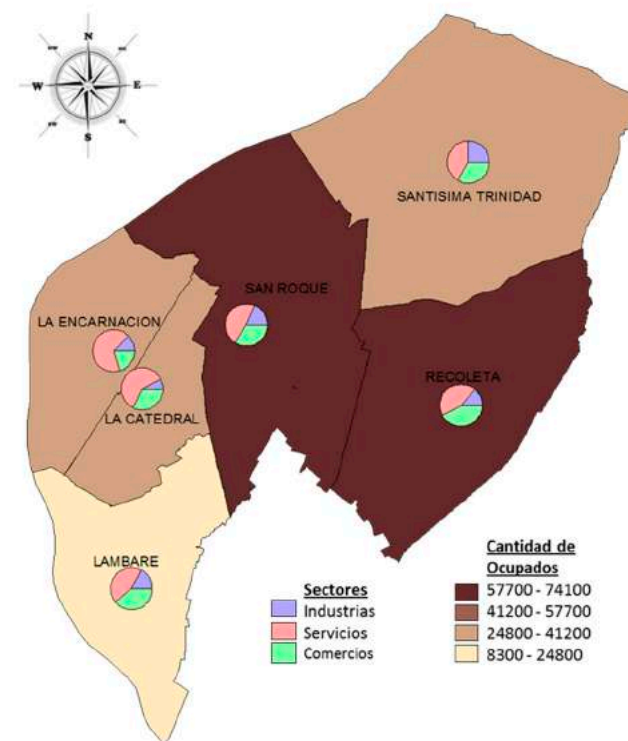 N
W
E
S
SANTISIMA TRINIDAD
SAN ROQUE
LA ENCARNACION
RECOLETA
LA CATEDRAL
LAMBARE
Sectores
Industrias
Servicios
Comercios
Cantidad de
Ocupados
57700 - 74100
41200 - 57700
24800 - 41200
8300 - 24800